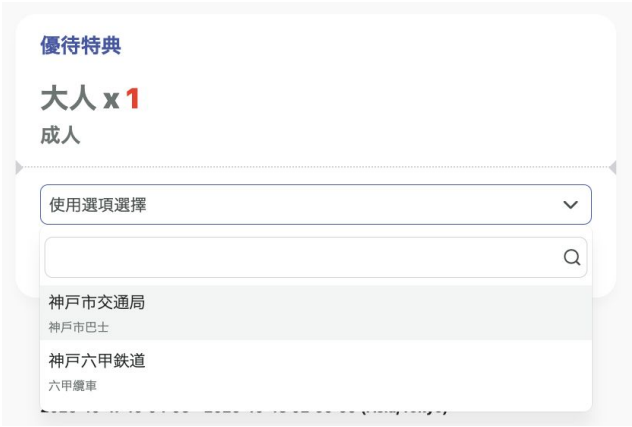 優待特典
大人 x 1
成人
使用選項選擇
神戸市交通局
神戶市巴士
神戸六甲鉄道
六甲纜車